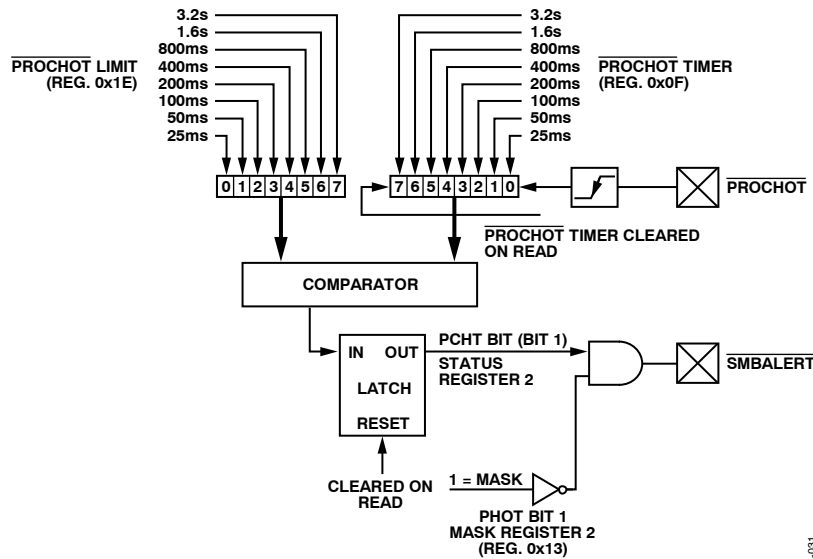 3.2s
1.6s
800ms
400ms
200ms
100ms
50ms
25ms
PROCHOT LIMIT
(REG. 0x1E)
3.2s
1.6s
800ms
400ms
200ms
100ms
50ms
25ms
PROCHOT TIMER
(REG. 0x0F)
0 1 2 3 4 5 6 7
7 6 5 4 3 2 1 0
PROCHOT
PROCHOT TIMER CLEARED
ON READ
COMPARATOR
IN OUT
LATCH
RESET
PCHT BIT (BIT 1)
STATUS
REGISTER 2
SMBALERT
CLEARED ON
READ
1 = MASK
PHOT BIT 1
MASK REGISTER 2
(REG. 0x13)
-031